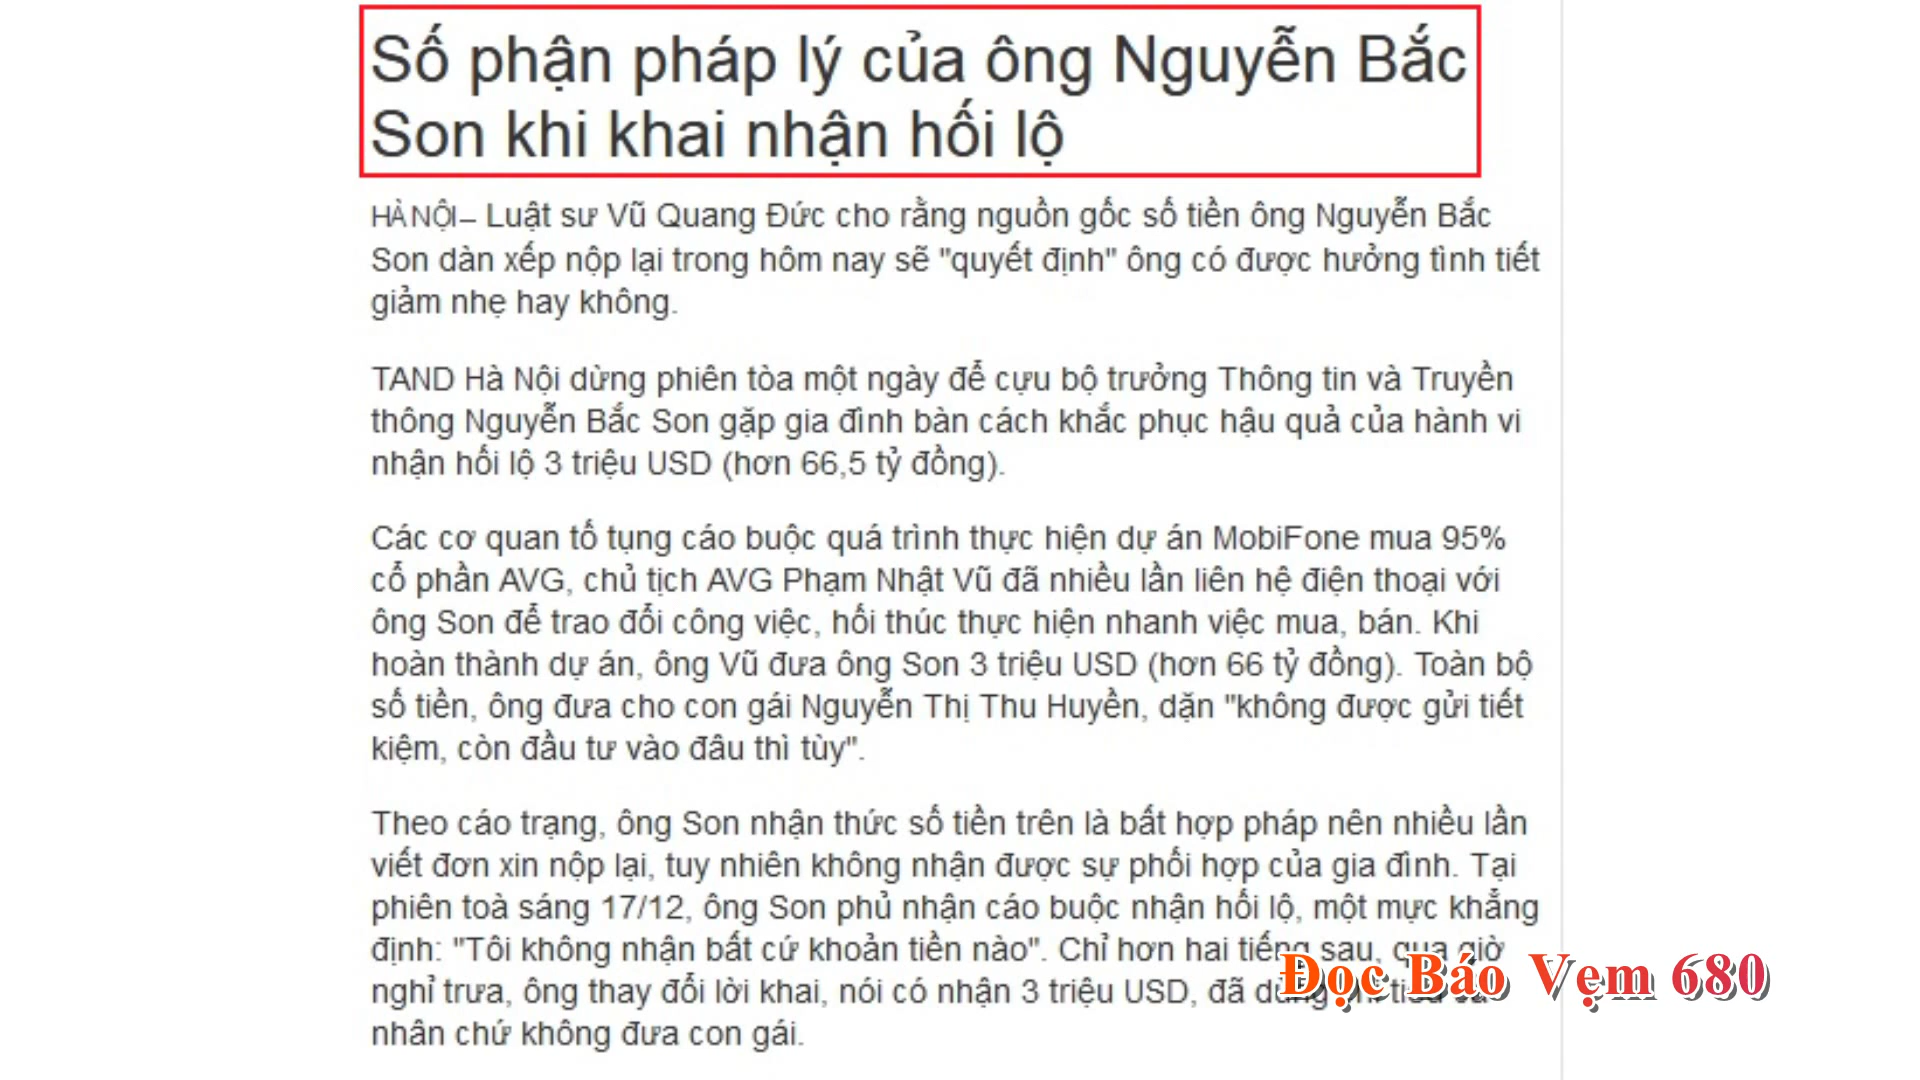 Số phận pháp lý của ông Nguyễn Bắc
Son khi khai nhận hối lộ
HÀ NỘI – Luật sư Vũ Quang Đức cho rằng nguồn gốc số tiền ông Nguyễn Bắc
Son dàn xếp nộp lại trong hôm nay sẽ "quyết định" ông có được hưởng tình tiết
giảm nhẹ hay không.
TAND Hà Nội dừng phiên tòa một ngày để cựu bộ trưởng Thông tin và Truyền
thông Nguyễn Bắc Son gặp gia đình bàn cách khắc phục hậu quả của hành vi
nhận hối lộ 3 triệu USD (hơn 66,5 tỷ đồng).
Các cơ quan tố tụng cáo buộc quá trình thực hiện dự án MobiFone mua 95%
cổ phần AVG, chủ tịch AVG Phạm Nhật Vũ đã nhiều lần liên hệ điện thoại với
ông Son để trao đổi công việc, hối thúc thực hiện nhanh việc mua, bán. Khi
hoàn thành dự án, ông Vũ đưa ông Son 3 triệu USD (hơn 66 tỷ đồng). Toàn bộ
số tiền, ông đưa cho con gái Nguyễn Thị Thu Huyền, dặn "không được gửi tiết
kiệm, còn đầu tư vào đâu thì tùy".
Theo cáo trạng, ông Son nhận thức số tiền trên là bất hợp pháp nên nhiều lần
viết đơn xin nộp lại, tuy nhiên không nhận được sự phối hợp của gia đình. Tại
phiên toà sáng 17/12, ông Son phủ nhận cáo buộc nhận hối lộ, một mực khẳng
định: "Tôi không nhận bất cứ khoản tiền nào". Chỉ hơn hai tiếng sau, qua giờ
nghỉ trưa, ông thay đổi lời khai, nói có nhận 3 triệu USD, đã
nhân chứ không đưa con gái.
Đọc Báo Vẹm 680